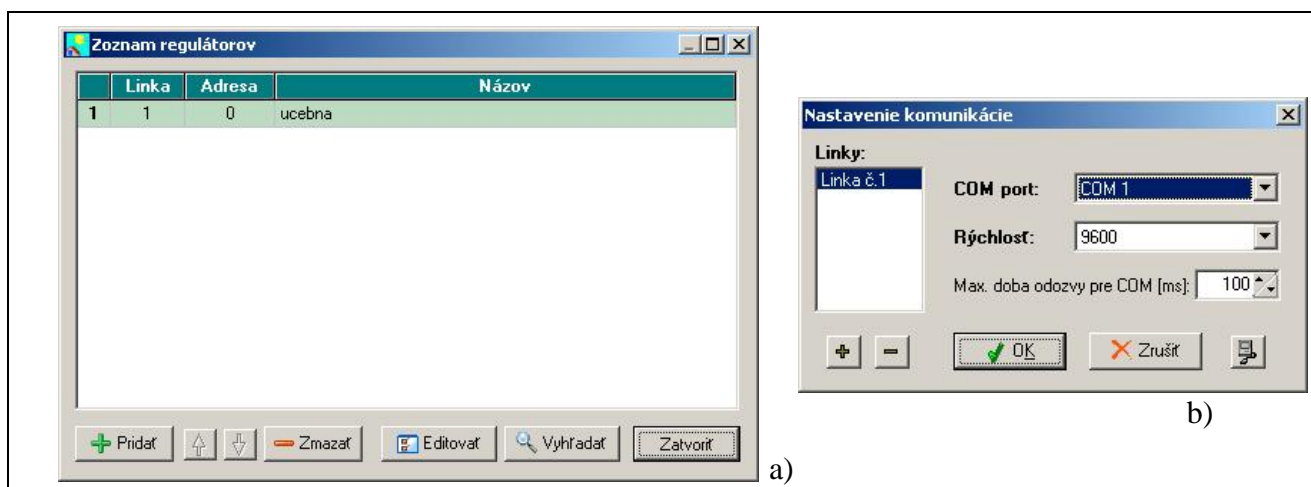 Zoznam regulátorov
Linka Adresa Názov
1 1 0 ucebna
Pridať Zmazať Editovať Vyhľadať Zatvoriť
a)
Nastavenie komunikácie
Linky:
Linka č.1
COM port: COM 1
Rýchlosť: 9600
Max. doba odozvy pre COM [ms]: 100
OK Zrušiť
b)